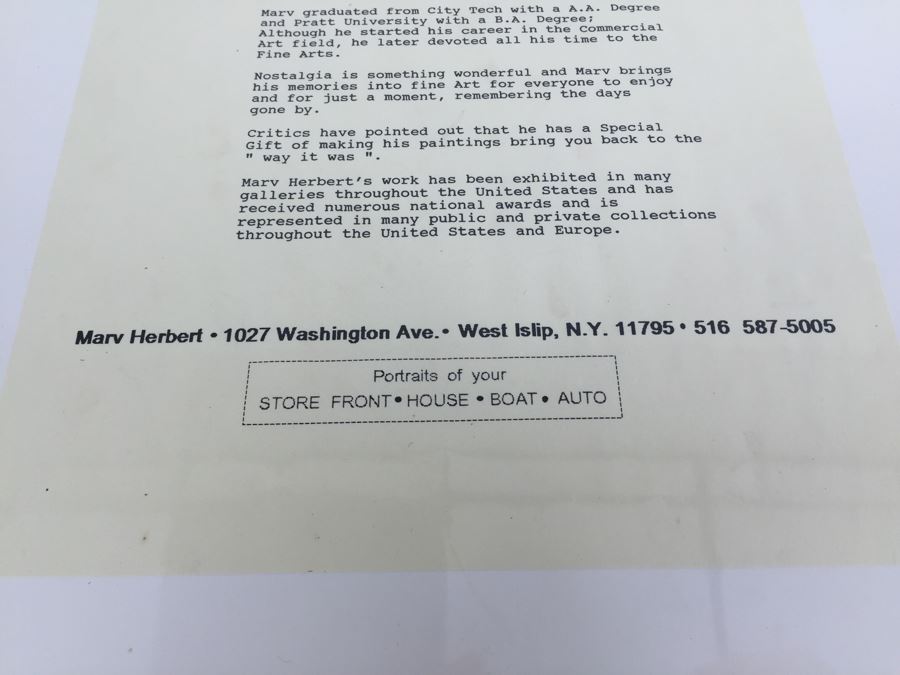 Marv graduated from City Tech with a A.A. Degree
and Pratt University with a B.A. Degree;
Although he started his career in the Commercial
Art field, he later devoted all his time to the
Fine Arts.
Nostalgia is something wonderful and Marv brings
his memories into fine Art for everyone to enjoy
and for just a moment, remembering the days
gone by.
Critics have pointed out that he has a Special
Gift of making his paintings bring you back to the
" way it was ".
Marv Herbert's work has been exhibited in many
galleries throughout the United States and has
received numerous national awards and is
represented in many public and private collections
throughout the United States and Europe.
Marv Herbert • 1027 Washington Ave. • West Islip, N.Y. 11795 • 516 587-5005
Portraits of your
STORE FRONT • HOUSE • BOAT • AUTO